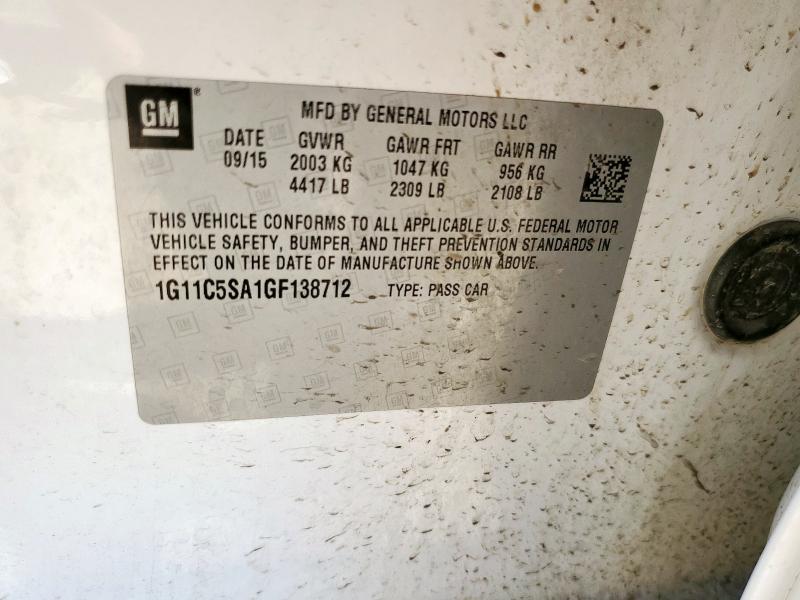 GM ®
MFD BY GENERAL MOTORS LLC
DATE GVWR GAWR FRT GAWR RR
09/15 2003 KG 1047 KG 956 KG
4417 LB 2309 LB 2108 LB
THIS VEHICLE CONFORMS TO ALL APPLICABLE U.S. FEDERAL MOTOR
VEHICLE SAFETY, BUMPER, AND THEFT PREVENTION STANDARDS IN
EFFECT ON THE DATE OF MANUFACTURE SHOWN ABOVE.
1G11C5SA1GF138712 TYPE: PASS CAR